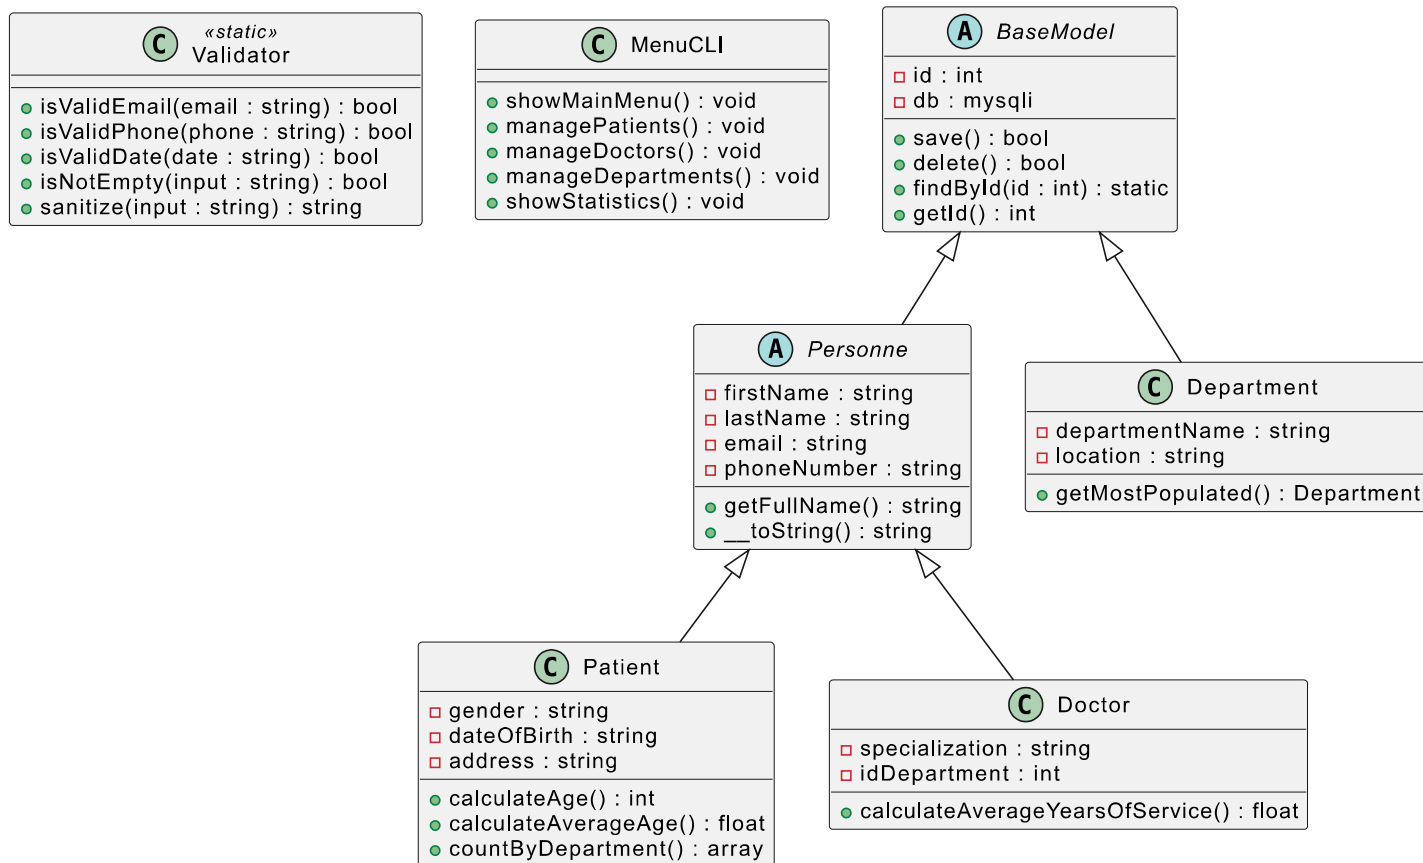 C
«static»
Validator
isValidEmail(email : string) : bool
isValidPhone(phone : string) : bool
isValidDate(date : string) : bool
isNotEmpty(input : string) : bool
sanitize(input : string) : string
C MenuCLI
showMainMenu() : void
managePatients() : void
manageDoctors() : void
manageDepartments() : void
showStatistics() : void
A BaseModel
id : int
db : mysqli
save() : bool
delete() : bool
findById(id : int) : static
getId() : int
A Personne
firstName : string
lastName : string
email : string
phoneNumber : string
getFullName() : string
__toString() : string
C Department
departmentName : string
location : string
getMostPopulated() : Department
C Patient
gender : string
dateOfBirth : string
address : string
calculateAge() : int
calculateAverageAge() : float
countByDepartment() : array
C Doctor
specialization : string
idDepartment : int
calculateAverageYearsOfService() : float